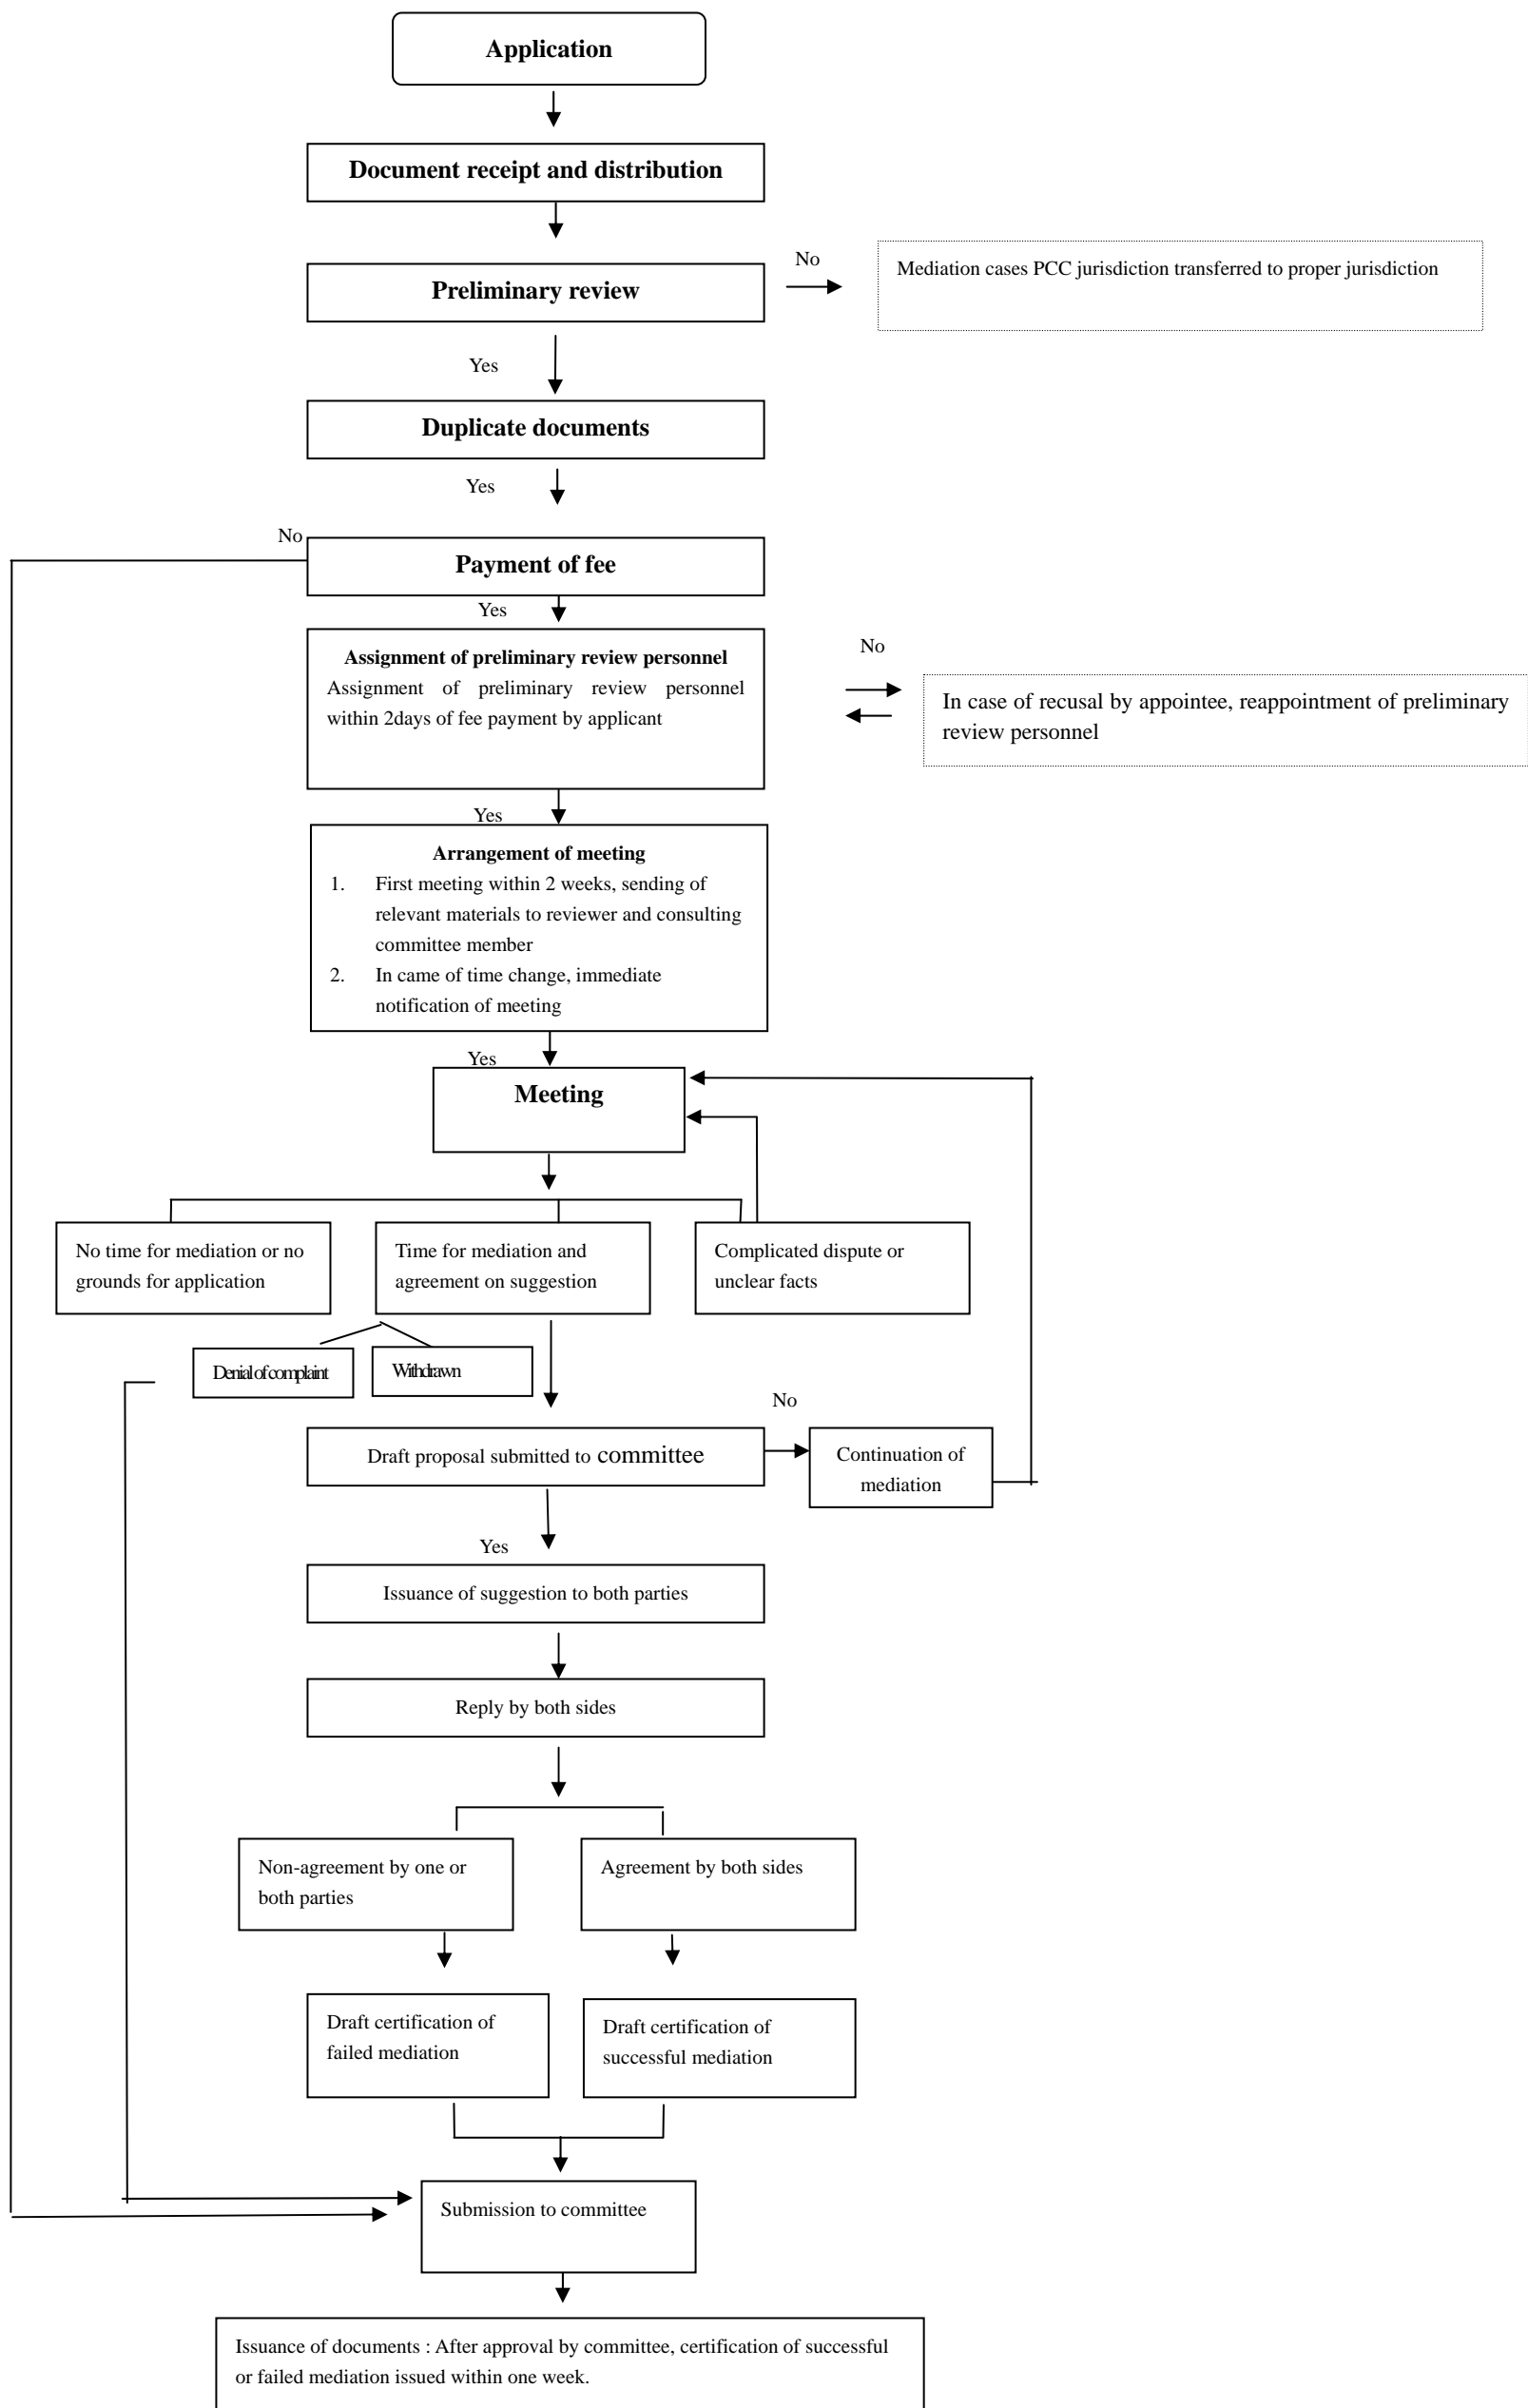 Application
Document receipt and distribution
Preliminary review
No
Mediation cases PCC jurisdiction transferred to proper jurisdiction
Yes
Duplicate documents
Yes
No
Payment of fee
Yes
Assignment of preliminary review personnel
Assignment of preliminary review personnel
within 2days of fee payment by applicant
No
In case of recusal by appointee, reappointment of preliminary
review personnel
Yes
Arrangement of meeting
1. First meeting within 2 weeks, sending of
relevant materials to reviewer and consulting
committee member
2. In came of time change, immediate
notification of meeting
Yes
Meeting
No time for mediation or no
grounds for application
Time for mediation and
agreement on suggestion
Complicated dispute or
unclear facts
Denial of complaint
Withdrawn
No
Draft proposal submitted to committee
Continuation of
mediation
Yes
Issuance of suggestion to both parties
Reply by both sides
Non-agreement by one or
both parties
Agreement by both sides
Draft certification of
failed mediation
Draft certification of
successful mediation
Submission to committee
Issuance of documents : After approval by committee, certification of successful
or failed mediation issued within one week.